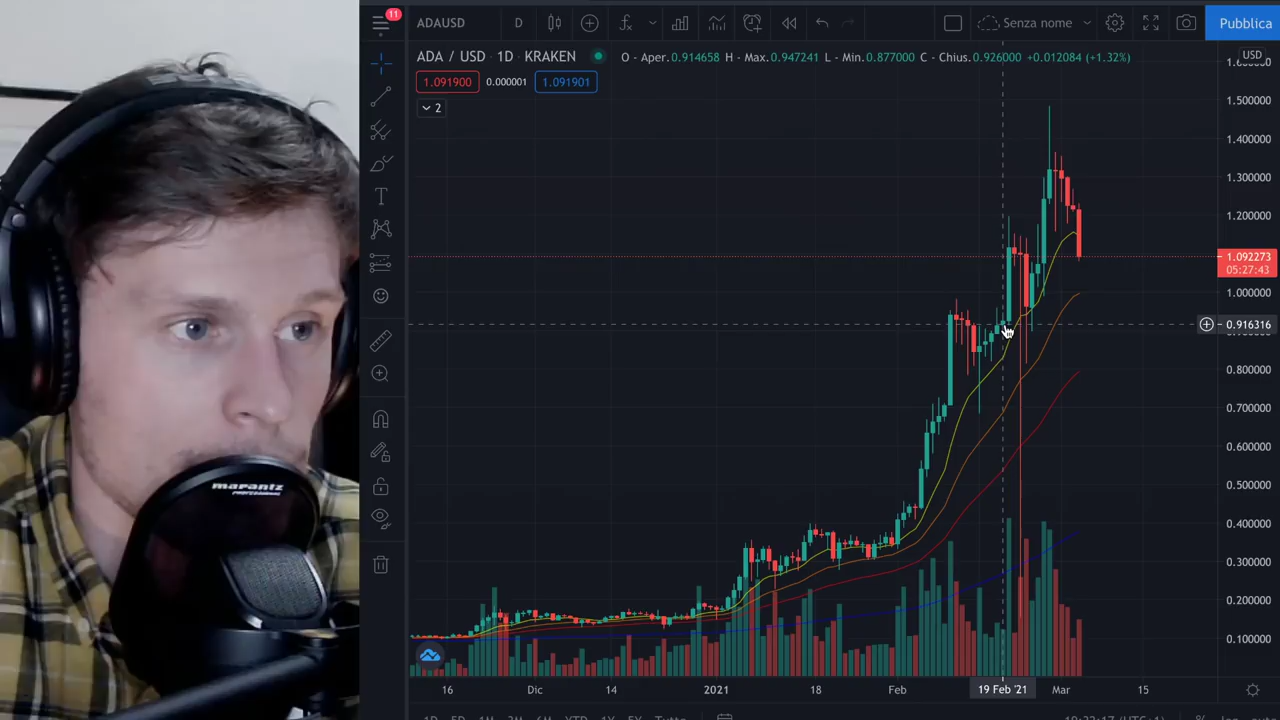 11
ADAUSD
D
Senza nome
Pubblica
ADA / USD · 1D · KRAKEN
O - Aper.0.914658 H - Max.0.947241 L - Min.0.877000 C - Chius.0.926000 +0.012084 (+1.32%)
USD
1.091900
0.000001
1.091901
2
1.500000
1.400000
1.300000
1.200000
1.092273
05:27:43
1.000000
0.916316
0.800000
0.700000
0.600000
0.500000
0.400000
0.300000
0.200000
0.100000
marantz
PROFESSIONAL
16
Dic
14
2021
18
Feb
19 Feb '21
Mar
15